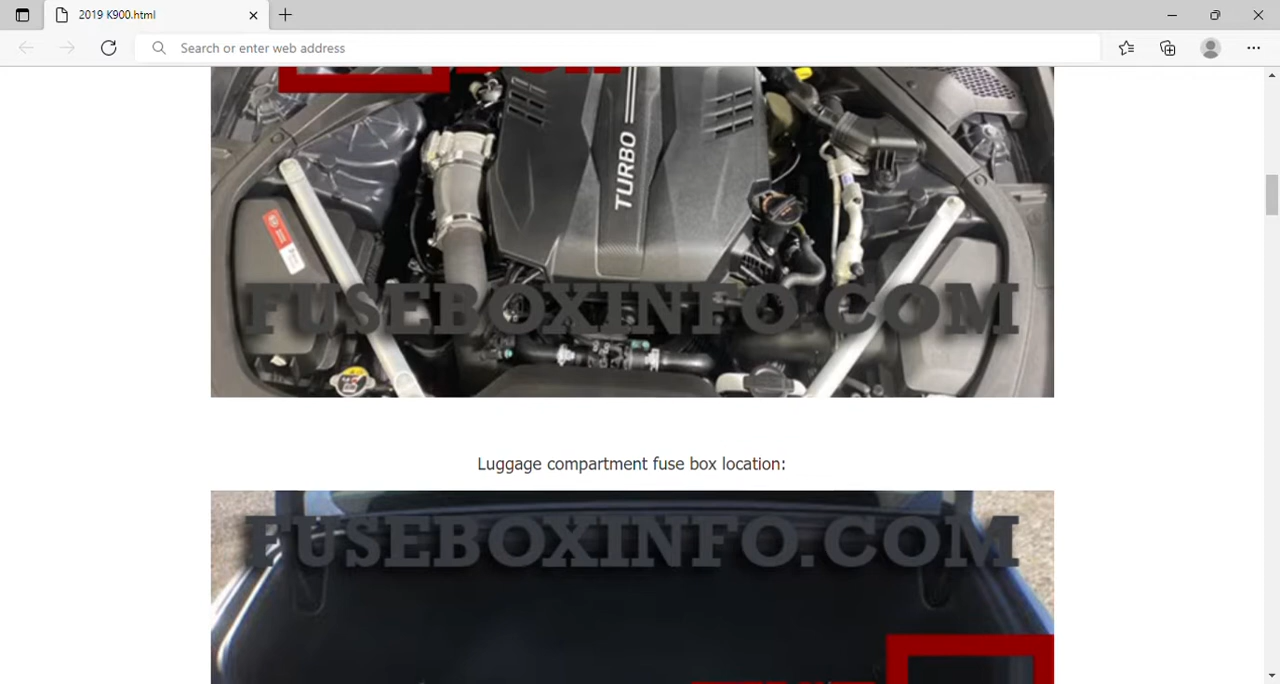 2019 K900.html
Search or enter web address
TURBO
FUSEBOXINFO.COM
Luggage compartment fuse box location:
FUSEBOXINFO.COM